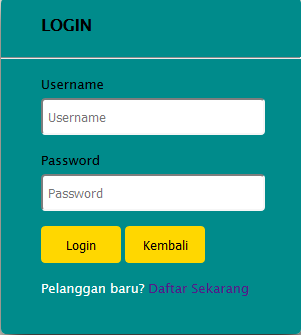 LOGIN
Username
Username
Password
Password
Login Kembali
Pelanggan baru? Daftar Sekarang